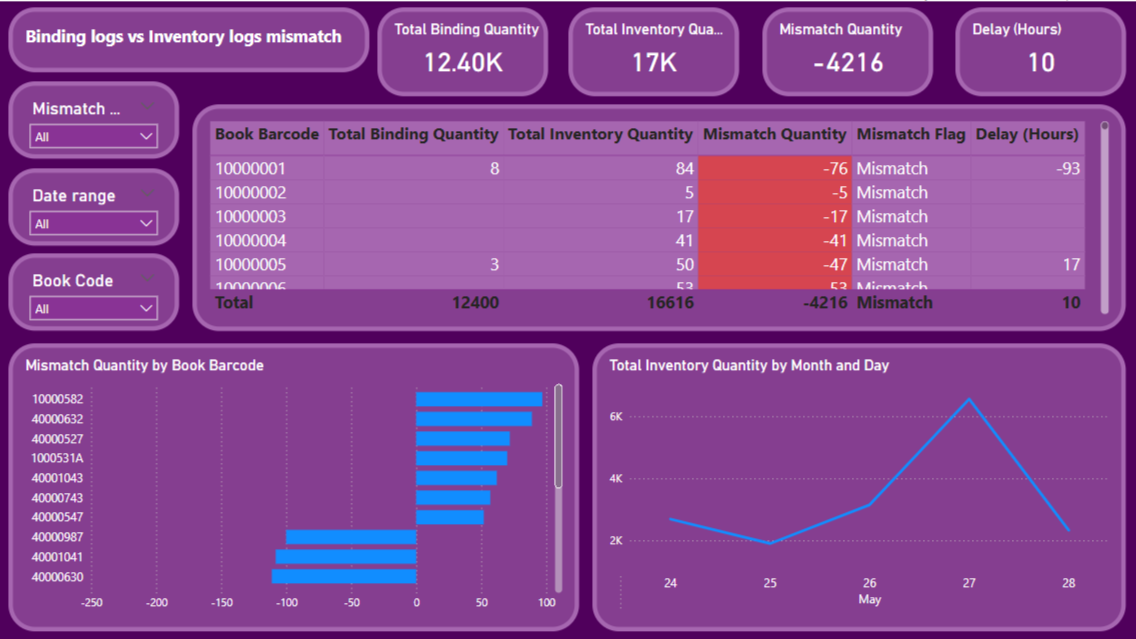 Binding logs vs Inventory logs mismatch
Total Binding Quantity
12.40K
Total Inventory Qua...
17K
Mismatch Quantity
-4216
Delay (Hours)
10
Mismatch ...
All
Date range
All
Book Code
All
Book Barcode Total Binding Quantity Total Inventory Quantity Mismatch Quantity Mismatch Flag Delay (Hours)
10000001 8 84 -76 Mismatch -93
10000002 5 -5 Mismatch
10000003 17 -17 Mismatch
10000004 41 -41 Mismatch
10000005 3 50 -47 Mismatch 17
10000006 53 -53 Mismatch
Total 12400 16616 -4216 Mismatch 10
Mismatch Quantity by Book Barcode
10000582
40000632
40000527
1000531A
40001043
40000743
40000547
40000987
40001041
40000630
-250 -200 -150 -100 -50 0 50 100
Total Inventory Quantity by Month and Day
6K
4K
2K
24 25 26 27 28
May